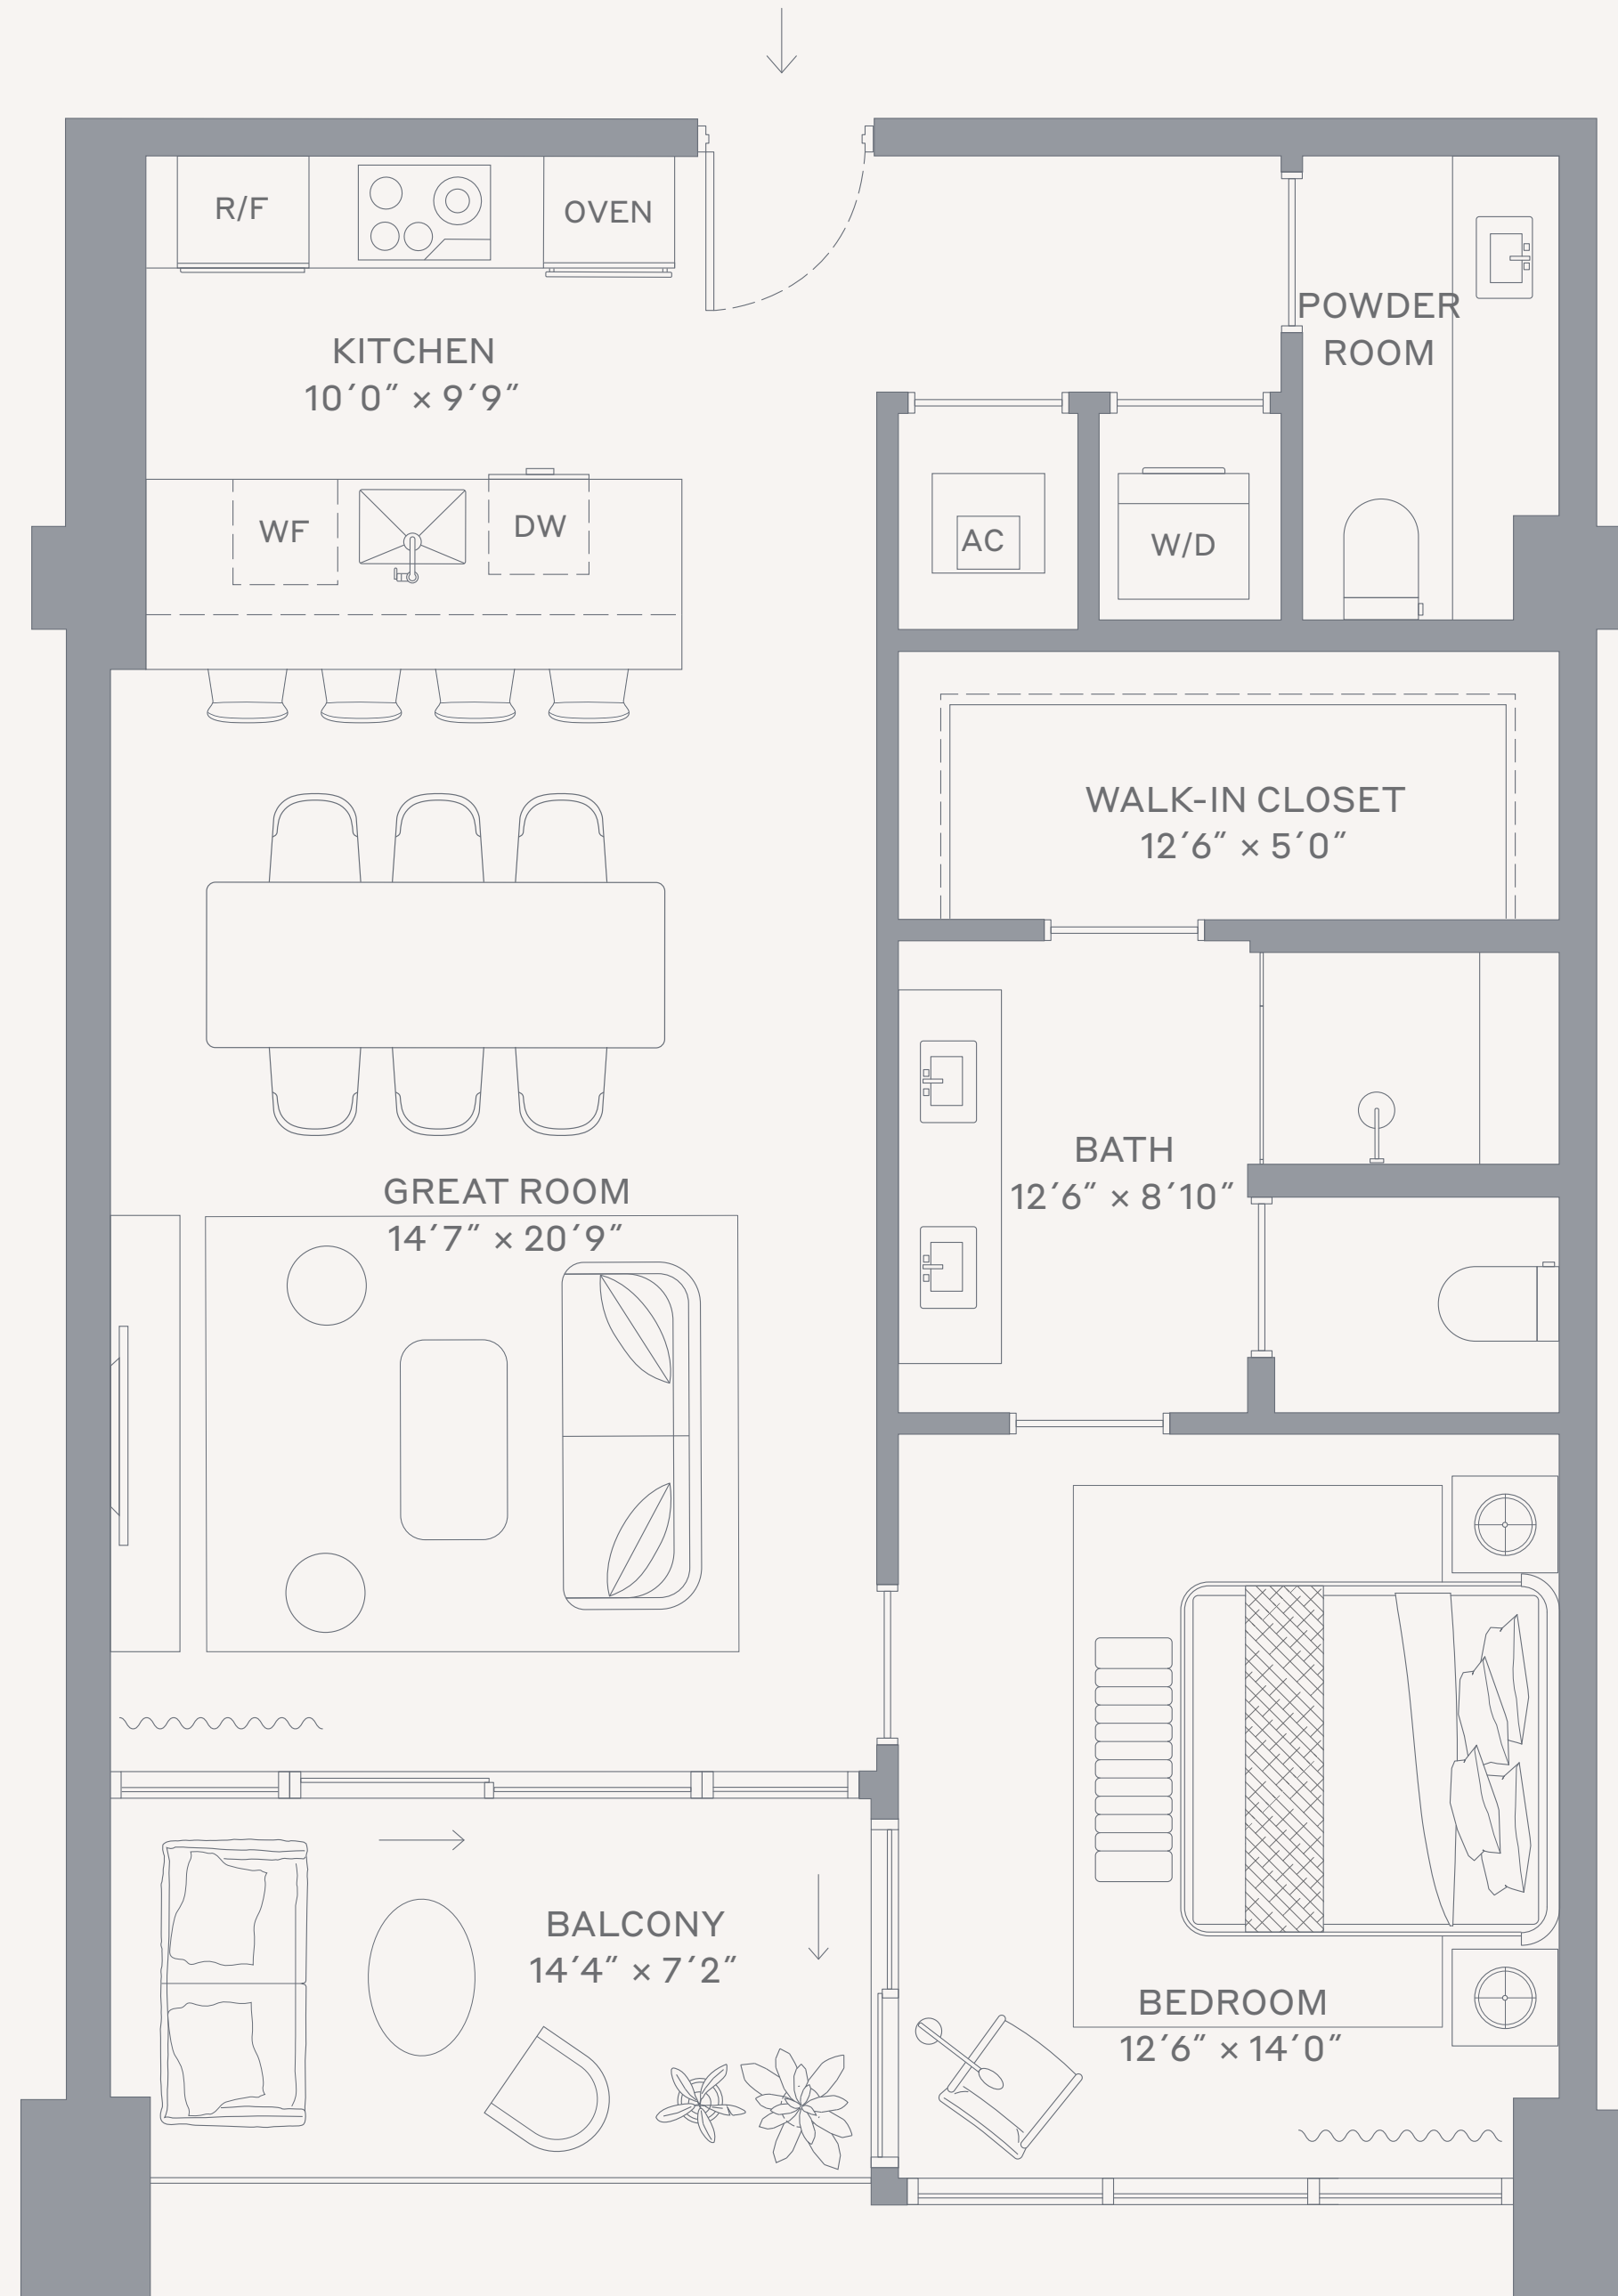 R/F
OVEN
POWDER
ROOM
KITCHEN
10´0˝ × 9´9˝
WF
DW
AC
W/D
WALK-IN CLOSET
12´6˝ × 5´0˝
BATH
12´6˝ × 8´10˝
GREAT ROOM
14´7˝ × 20´9˝
BALCONY
14´4˝ × 7´2˝
BEDROOM
12´6˝ × 14´0˝